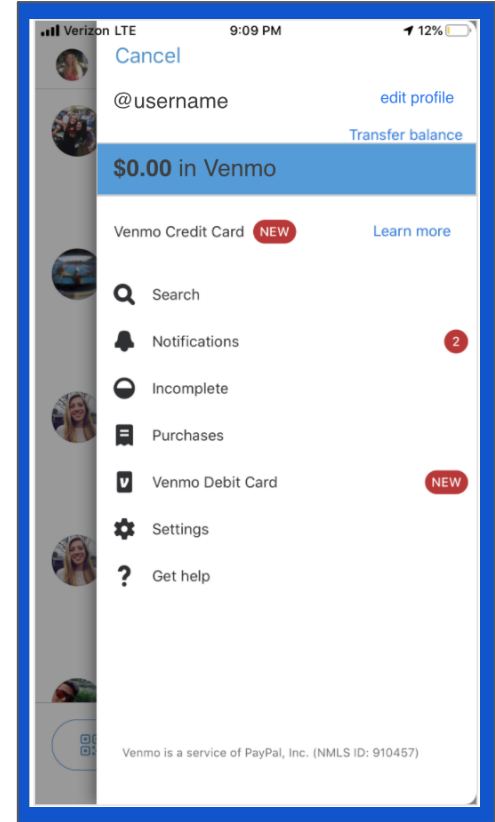 Verizon LTE 9:09 PM 12%
Cancel
@username edit profile
Transfer balance
$0.00 in Venmo
Venmo Credit Card NEW Learn more
Search
Notifications 2
Incomplete
Purchases
Venmo Debit Card NEW
Settings
? Get help
Venmo is a service of PayPal, Inc. (NMLS ID: 910457)